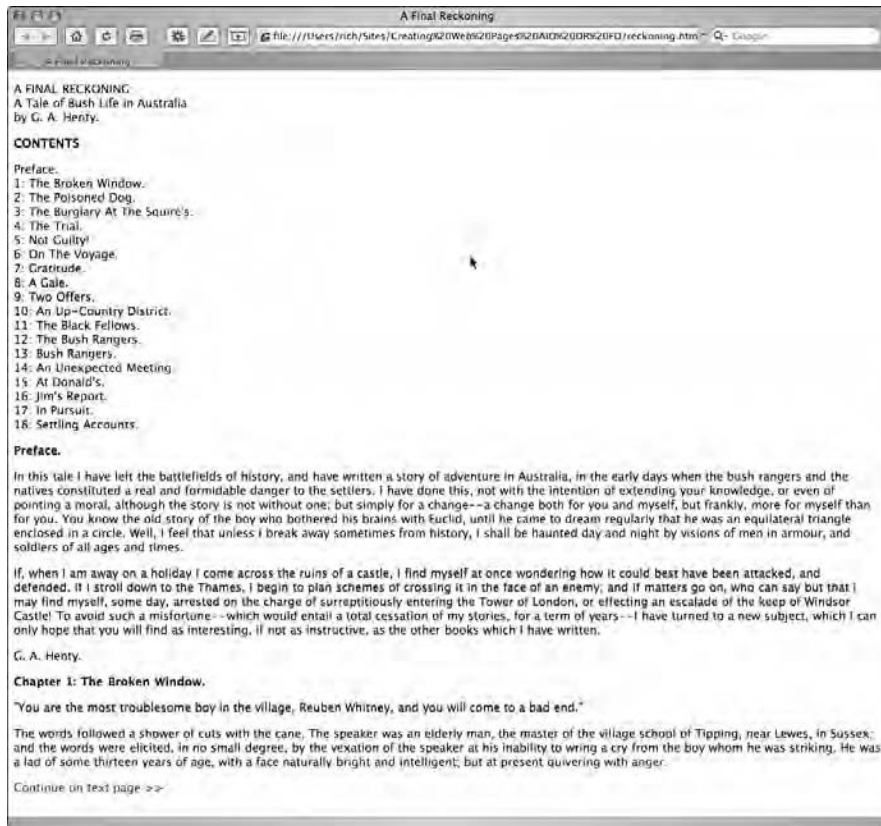 A Final Reckoning
file:///Users/rich/Sites/Creating%20Web%20Pages%20AIO%20DR%20FD/reckoning.htm
Q- Google
A Final Reckoning
A FINAL RECKONING
A Tale of Bush Life in Australia
by G. A. Henty.
CONTENTS
Preface.
1: The Broken Window.
2: The Poisoned Dog.
3: The Burglary At The Squire's.
4: The Trial.
5: Not Guilty!
6: On The Voyage.
7: Gratitude.
8: A Gale.
9: Two Offers.
10: An Up-Country District.
11: The Black Fellows.
12: The Bush Rangers.
13: Bush Rangers.
14: An Unexpected Meeting.
15: At Donald's.
16: Jim's Report.
17: In Pursuit.
18: Settling Accounts.
Preface.
In this tale I have left the battlefields of history, and have written a story of adventure in Australia, in the early days when the bush rangers and the
natives constituted a real and formidable danger to the settlers. I have done this, not with the intention of extending your knowledge, or even of
pointing a moral, although the story is not without one; but simply for a change--a change both for you and myself, but frankly, more for myself than
for you. You know the old story of the boy who bothered his brains with Euclid, until he came to dream regularly that he was an equilateral triangle
enclosed in a circle. Well, I feel that unless I break away sometimes from history, I shall be haunted day and night by visions of men in armour, and
soldiers of all ages and times.
If, when I am away on a holiday I come across the ruins of a castle, I find myself at once wondering how it could best have been attacked, and
defended. If I stroll down to the Thames, I begin to plan schemes of crossing it in the face of an enemy; and if matters go on, who can say but that I
may find myself, some day, arrested on the charge of surreptitiously entering the Tower of London, or effecting an escalade of the keep of Windsor
Castle! To avoid such a misfortune--which would entail a total cessation of my stories, for a term of years--I have turned to a new subject, which I can
only hope that you will find as interesting, if not as instructive, as the other books which I have written.
G. A. Henty.
Chapter 1: The Broken Window.
"You are the most troublesome boy in the village, Reuben Whitney, and you will come to a bad end."
The words followed a shower of cuts with the cane. The speaker was an elderly man, the master of the village school of Tipping, near Lewes, in Sussex;
and the words were elicited, in no small degree, by the vexation of the speaker at his inability to wring a cry from the boy whom he was striking. He was
a lad of some thirteen years of age, with a face naturally bright and intelligent; but at present quivering with anger.
Continue on text page >>